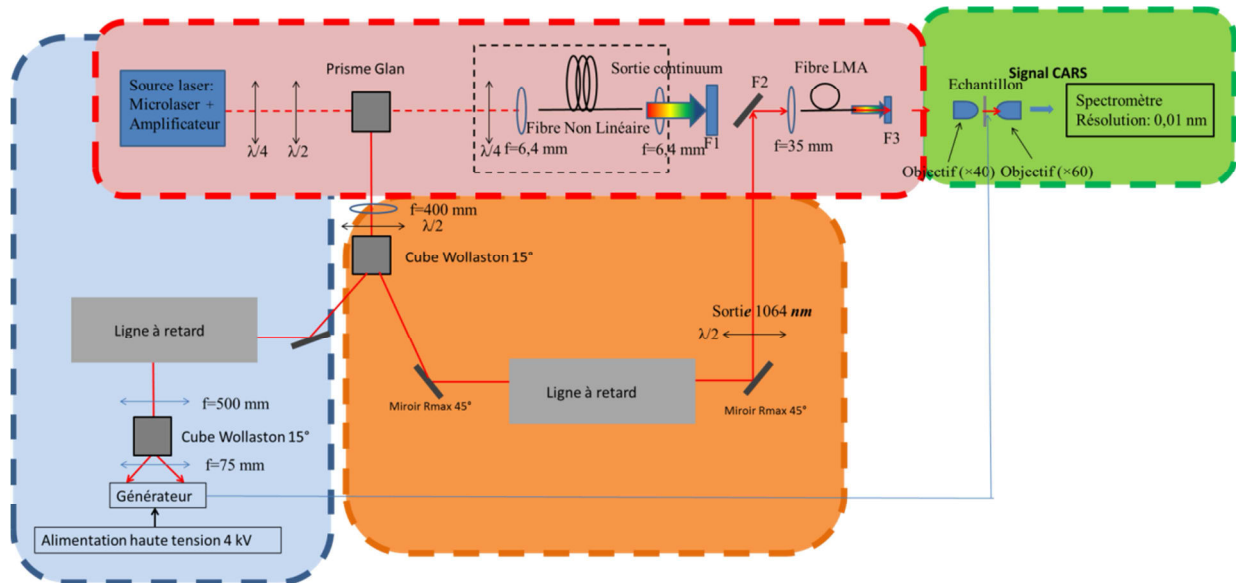 Source laser:
Microlaser +
Amplificateur
λ/4
λ/2
Prisme Glan
λ/4
f=6,4 mm
Fibre Non Linéaire
Sortie continuum
f=6,4 mm
F1
F2
f=35 mm
Fibre LMA
F3
Signal CARS
Echantillon
Objectif (×40)
Objectif (×60)
Spectromètre
Résolution: 0,01 nm
f=400 mm
λ/2
Cube Wollaston 15°
Ligne à retard
f=500 mm
Cube Wollaston 15°
f=75 mm
Générateur
Alimentation haute tension 4 kV
Miroir Rmax 45°
Ligne à retard
Sortie 1064 nm
λ/2
Miroir Rmax 45°